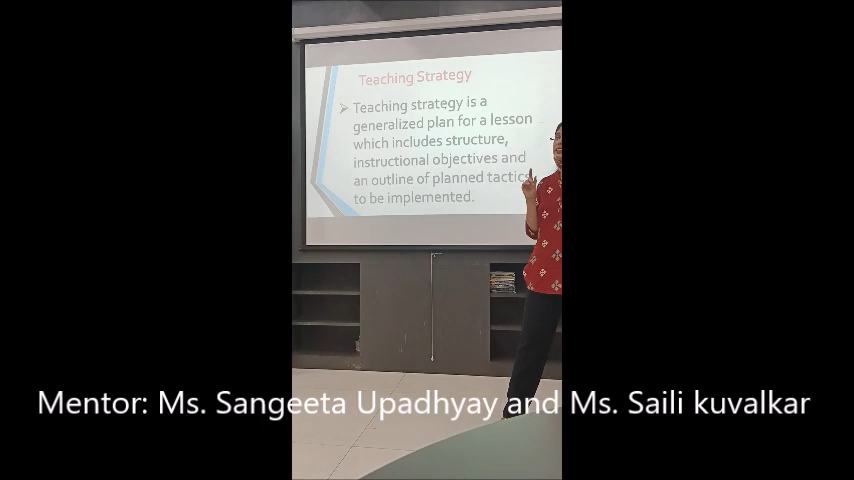 Teaching Strategy
➢ Teaching strategy is a
generalized plan for a lesson
which includes structure,
instructional objectives and
an outline of planned tactics
to be implemented.
Mentor: Ms. Sangeeta Upadhyay and Ms. Saili kuvalkar